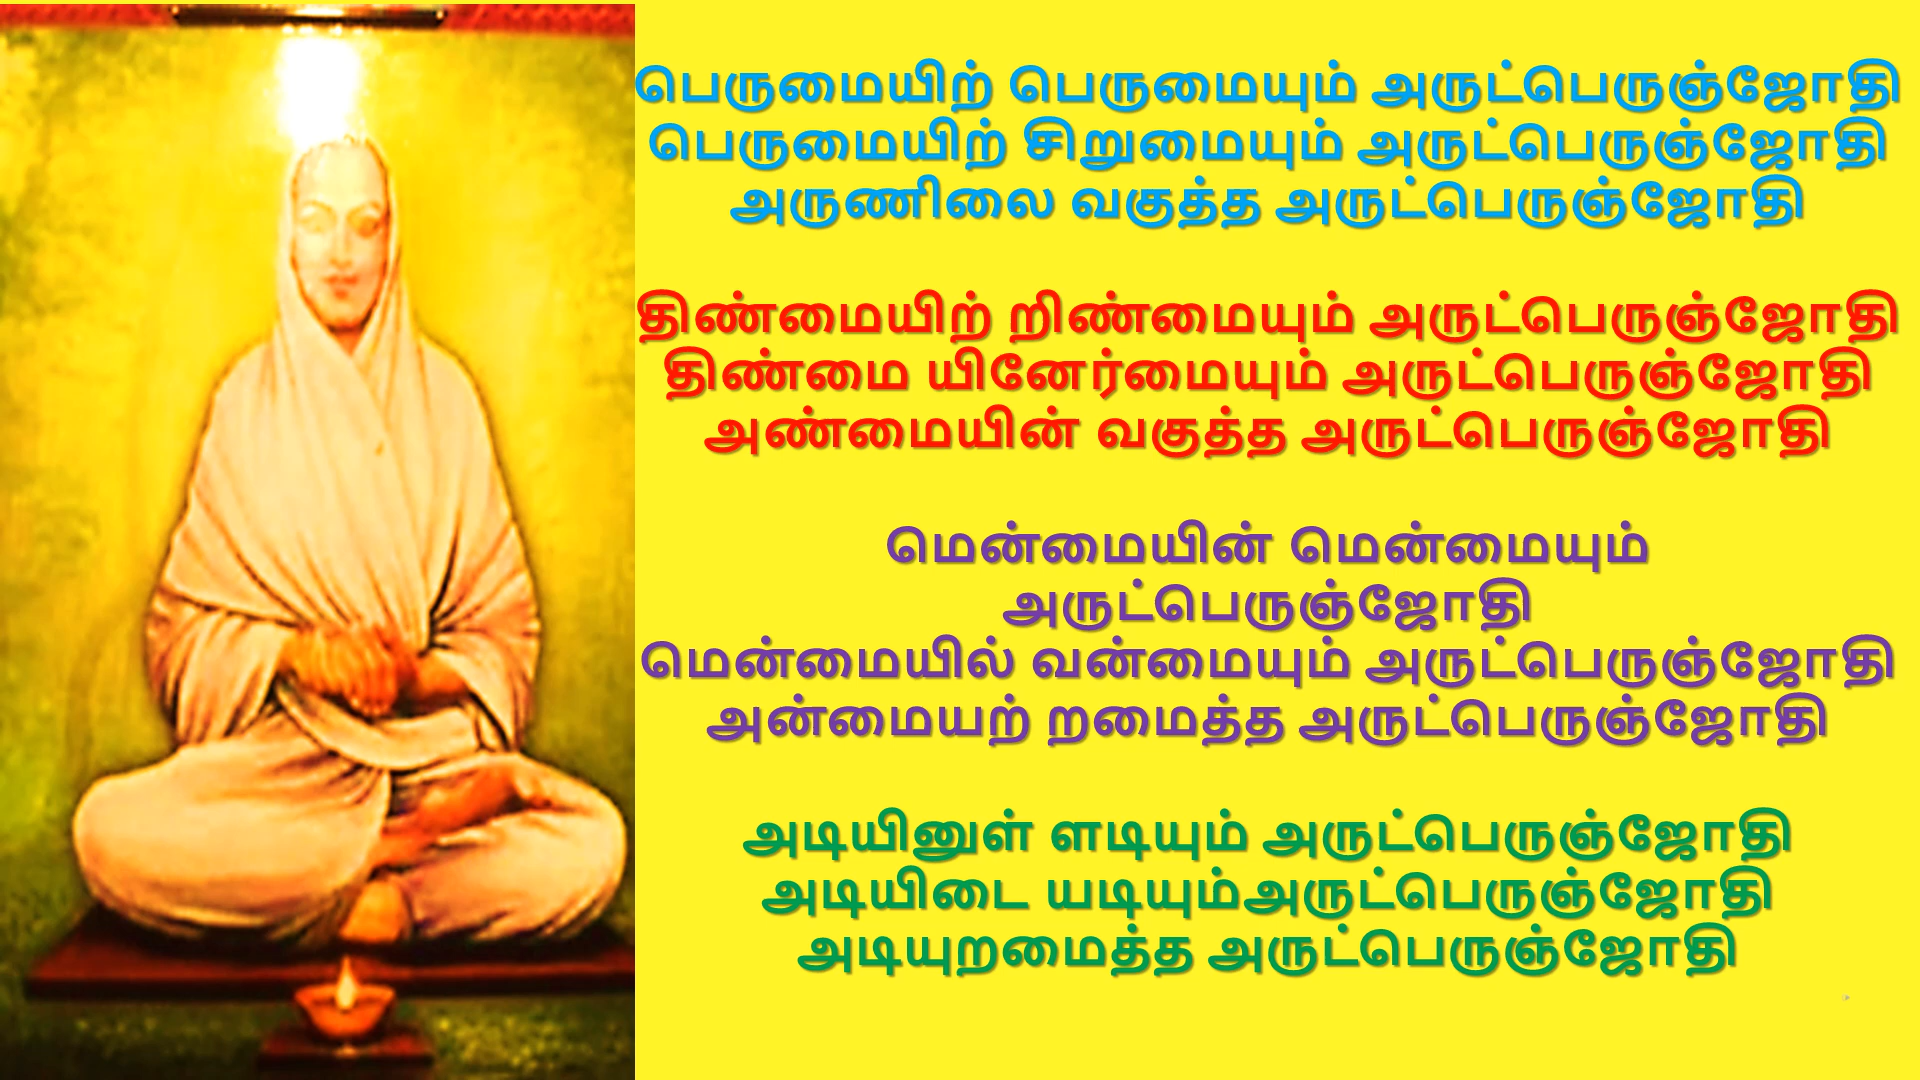 பெருமையிற் பெருமையும் அருட்பெருஞ்ஜோதி
பெருமையிற் சிறுமையும் அருட்பெருஞ்ஜோதி
அருணிலை வகுத்த அருட்பெருஞ்ஜோதி
திண்மையிற் றிண்மையும் அருட்பெருஞ்ஜோதி
திண்மை யினேர்மையும் அருட்பெருஞ்ஜோதி
அண்மையின் வகுத்த அருட்பெருஞ்ஜோதி
மென்மையின் மென்மையும்
அருட்பெருஞ்ஜோதி
மென்மையில் வன்மையும் அருட்பெருஞ்ஜோதி
அன்மையற் றமைத்த அருட்பெருஞ்ஜோதி
அடியினுள் ளடியும் அருட்பெருஞ்ஜோதி
அடியிடை யடியும்அருட்பெருஞ்ஜோதி
அடியுறமைத்த அருட்பெருஞ்ஜோதி